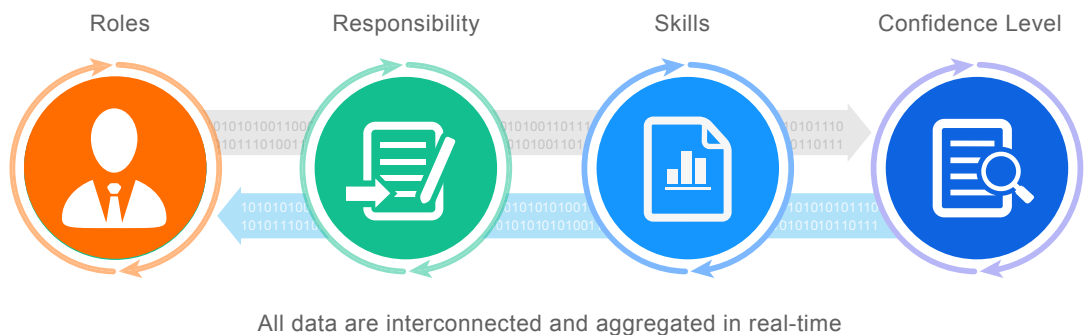 Roles
Responsibility
Skills
Confidence Level
All data are interconnected and aggregated in real-time